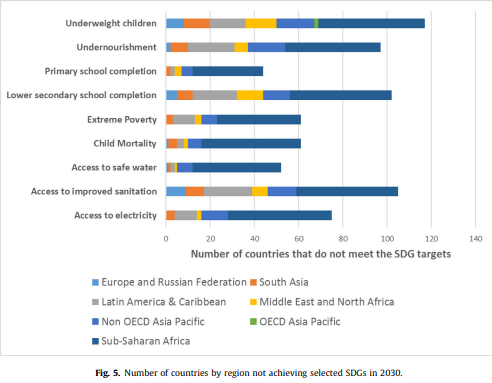 Underweight children
Undernourishment
Primary school completion
Lower secondary school completion
Extreme Poverty
Child Mortality
Access to safe water
Access to improved sanitation
Access to electricity
0 20 40 60 80 100 120 140
Number of countries that do not meet the SDG targets
Europe and Russian Federation South Asia
Latin America & Caribbean Middle East and North Africa
Non OECD Asia Pacific OECD Asia Pacific
Sub-Saharan Africa
Fig. 5. Number of countries by region not achieving selected SDGs in 2030.